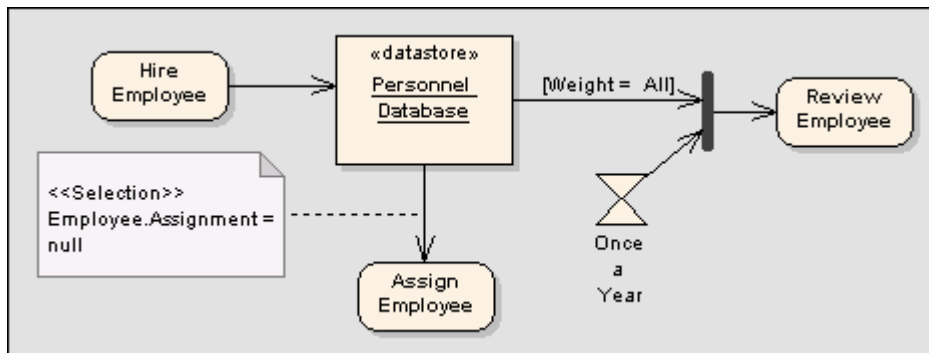 Hire
Employee
«datastore»
Personnel
Database
[Weight = All]
Review
Employee
<<Selection>>
Employee.Assignment =
null
Assign
Employee
Once
a
Year